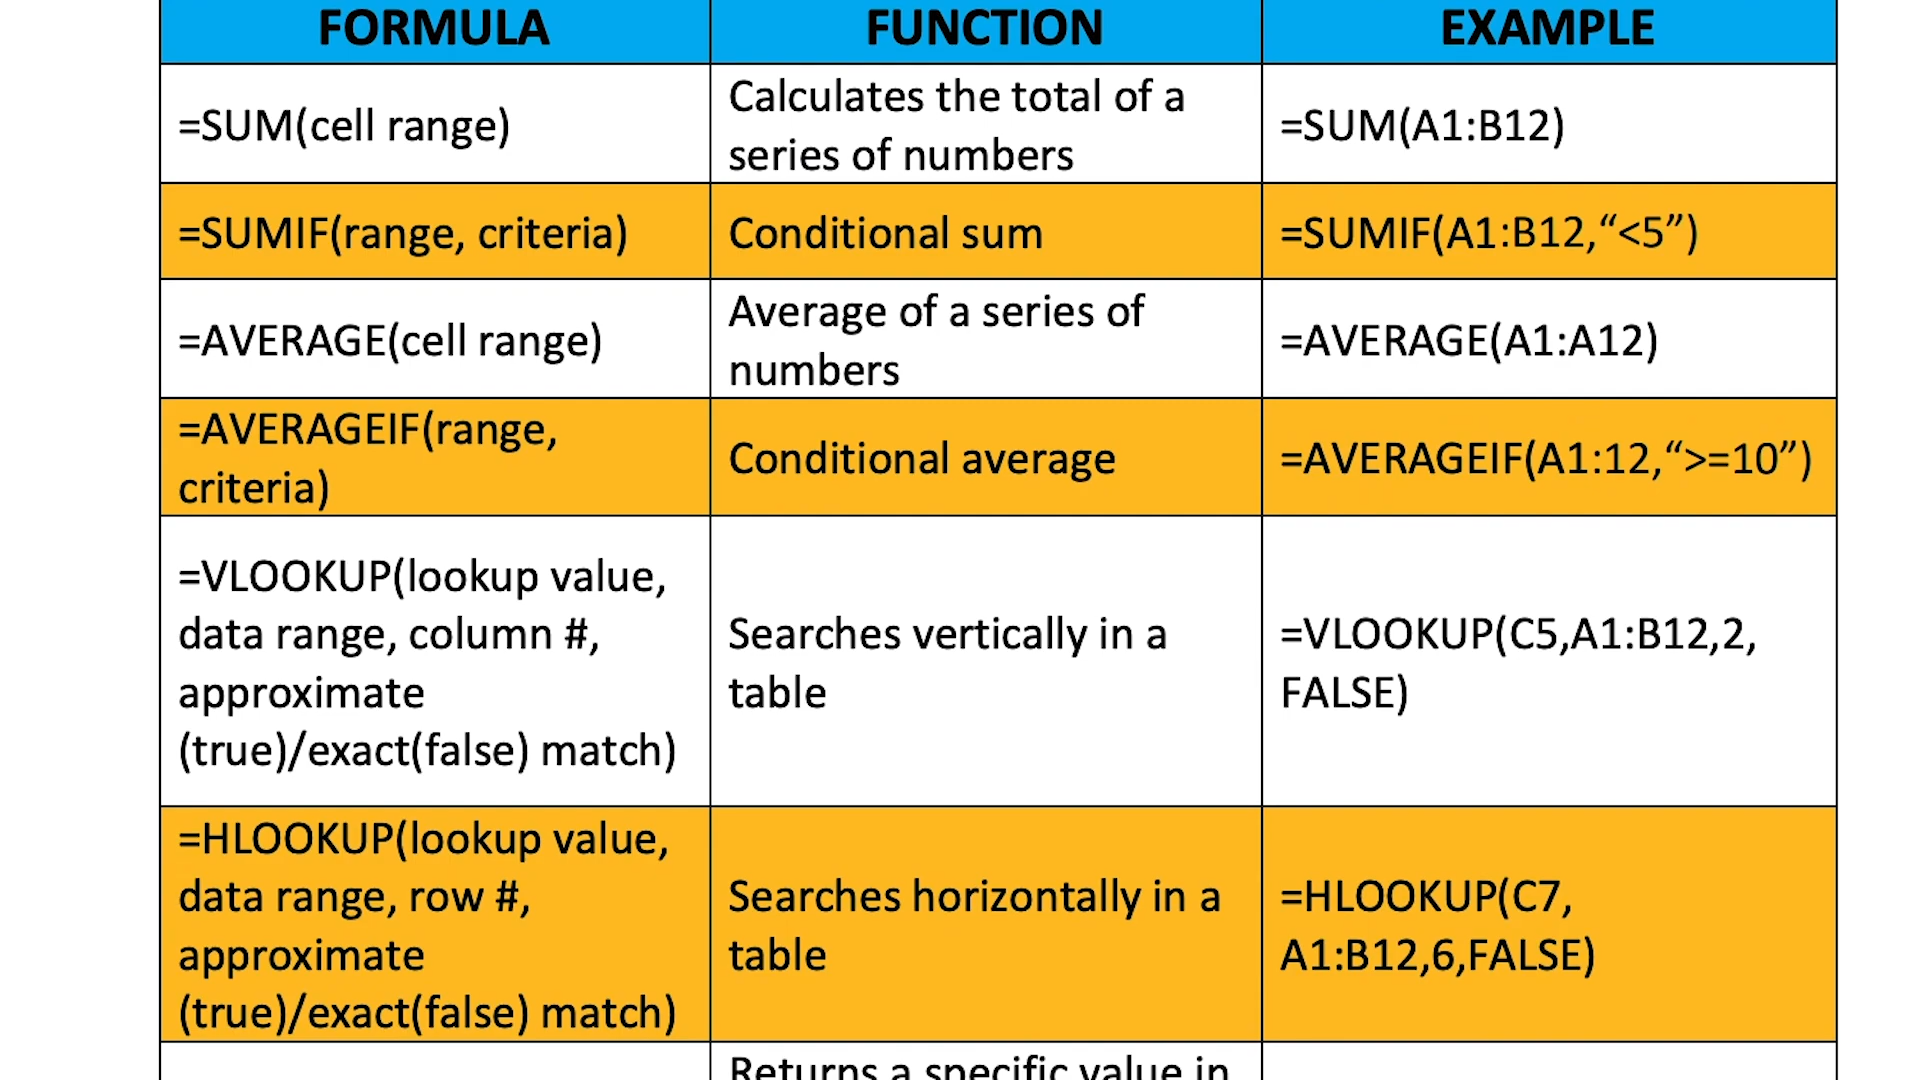 FORMULA FUNCTION EXAMPLE
=SUM(cell range)
Calculates the total of a
series of numbers
=SUM(A1:B12)
=SUMIF(range, criteria)
Conditional sum
=SUMIF(A1:B12,“<5”)
=AVERAGE(cell range)
Average of a series of
numbers
=AVERAGE(A1:A12)
=AVERAGEIF(range,
criteria)
Conditional average
=AVERAGEIF(A1:12,“>=10”)
=VLOOKUP(lookup value,
data range, column #,
approximate
(true)/exact(false) match)
Searches vertically in a
table
=VLOOKUP(C5,A1:B12,2,
FALSE)
=HLOOKUP(lookup value,
data range, row #,
approximate
(true)/exact(false) match)
Searches horizontally in a
table
=HLOOKUP(C7,
A1:B12,6,FALSE)
Returns a specific value in